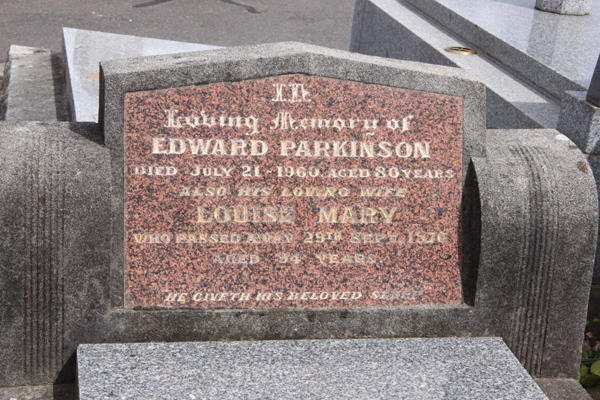 In
Loving Memory of
EDWARD PARKINSON
DIED JULY 21-1960. AGED 80 YEARS
ALSO HIS LOVING WIFE
LOUISE MARY
WHO PASSED AWAY 25TH SEPT. 1976
AGED 94 YEARS
HE GIVETH HIS BELOVED SLEEP